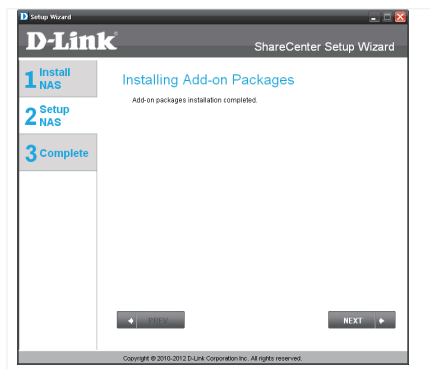 Setup Wizard
D-Link
ShareCenter Setup Wizard
1 Install NAS
2 Setup NAS
3 Complete
Installing Add-on Packages
Add-on packages installation completed.
PREV
NEXT
Copyright © 2010-2012 D-Link Corporation Inc. All rights reserved.